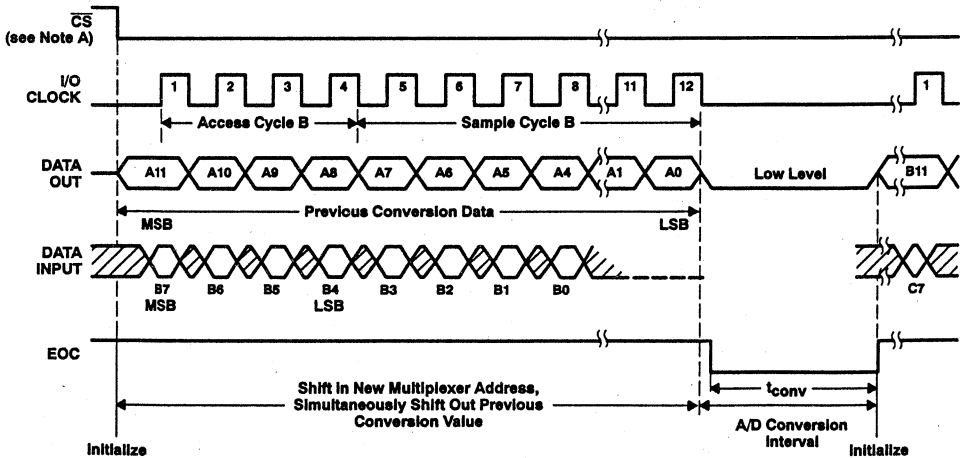 CS
(see Note A)
I/O
CLOCK
1 2 3 4 5 6 7 8 11 12 1
Access Cycle B Sample Cycle B
DATA
OUT
A11 A10 A9 A8 A7 A6 A5 A4 A1 A0 Low Level B11
Previous Conversion Data
MSB LSB
DATA
INPUT
B7 B6 B5 B4 B3 B2 B1 B0 C7
MSB LSB
EOC
Shift in New Multiplexer Address,
Simultaneously Shift Out Previous
Conversion Value
tconv
A/D Conversion
Interval
Initialize Initialize